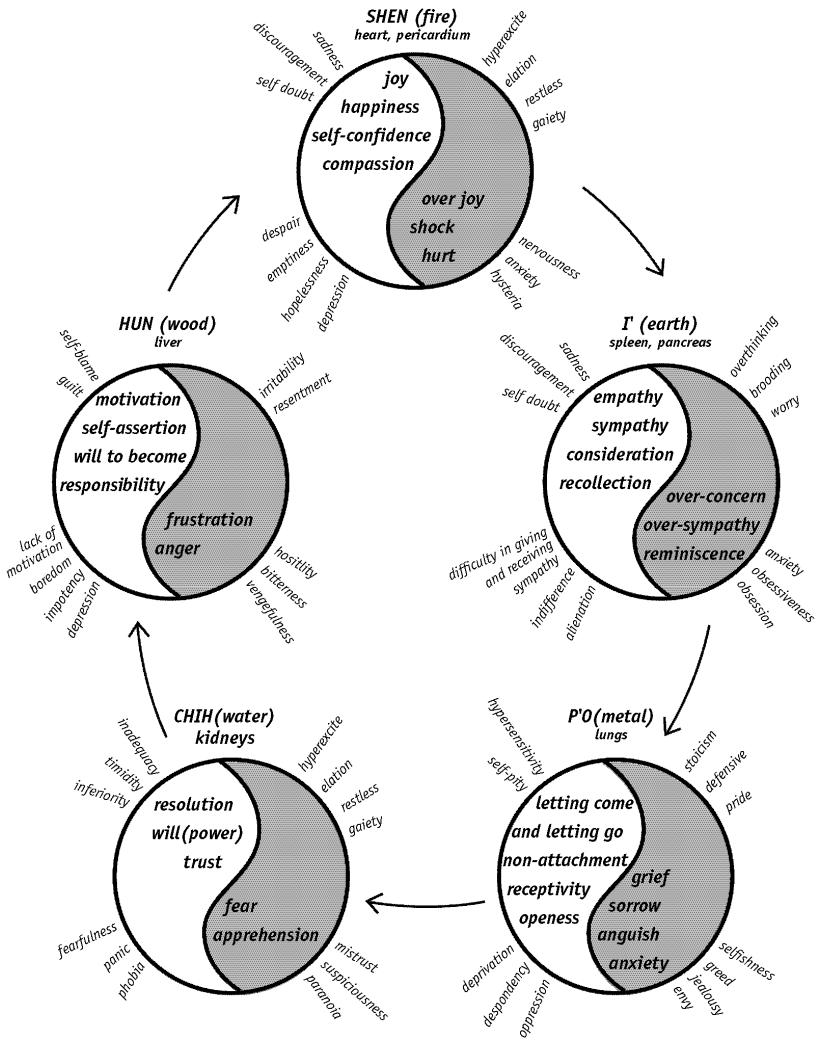 SHEN (fire)
heart, pericardium
sadness
discouragement
self doubt
hyperexcite
elation
restless
gaiety
joy
happiness
self-confidence
compassion
over joy
shock
hurt
despair
emptiness
hopelessness
depression
nervousness
anxiety
hysteria
HUN (wood)
liver
self-blame
guilt
irritability
resentment
motivation
self-assertion
will to become
responsibility
frustration
anger
lack of
motivation
boredom
impotency
depression
hositlity
bitterness
vengefulness
I' (earth)
spleen, pancreas
sadness
discouragement
self doubt
overthinking
brooding
worry
empathy
sympathy
consideration
recollection
over-concern
over-sympathy
reminiscence
difficulty in giving
and receiving
sympathy
indifference
alienation
anxiety
obsessiveness
obsession
CHIH (water)
kidneys
inadequacy
timidity
inferiority
hyperexcite
elation
restless
gaiety
resolution
will (power)
trust
fear
apprehension
fearfulness
panic
phobia
mistrust
suspiciousness
paranoia
P'O (metal)
lungs
hypersensitivity
self-pity
stoicism
defensive
pride
letting come
and letting go
non-attachment
receptivity
openess
grief
sorrow
anguish
anxiety
deprivation
despondency
oppression
selfishness
greed
jealousy
envy